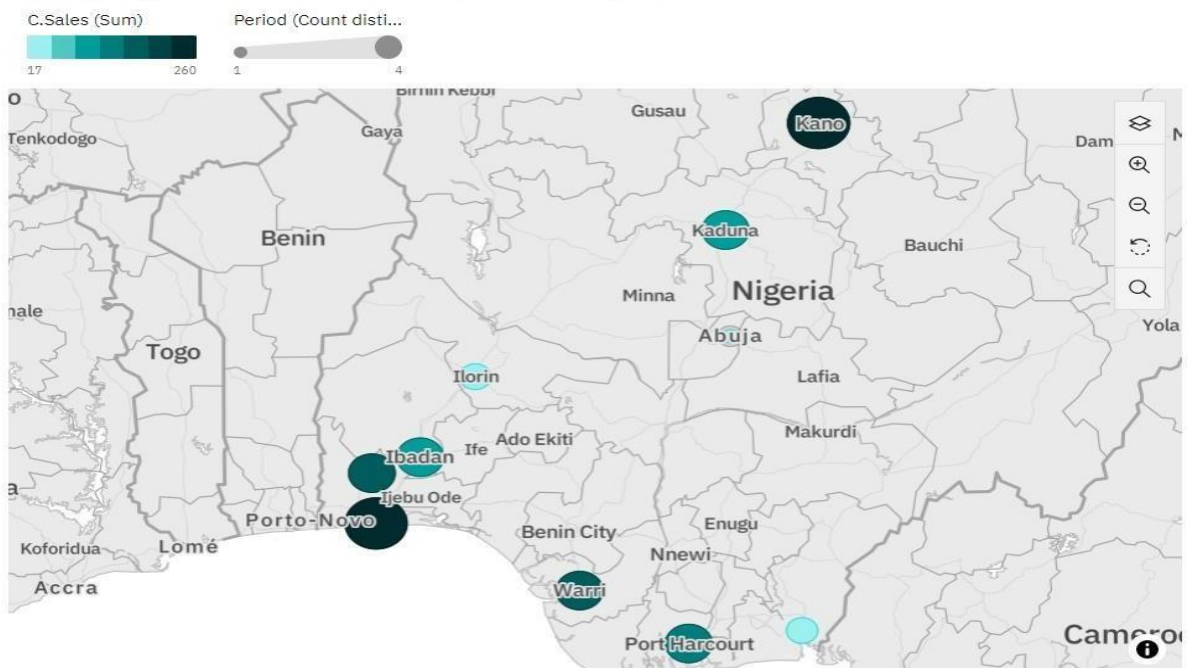 C.Sales (Sum) Period (Count disti...
17 260 1 4
Birnin Kebbi
Gusau
Kano
Tenkodogo
Gaya
Dam
Kaduna
Benin
Bauchi
Minna
Nigeria
Yola
Abuja
Togo
Ilorin
Lafia
Makurdi
Ado Ekiti
Ife
Ibadan
Ijebu Ode
Porto-Novo
Benin City
Enugu
Koforidua
Lomé
Nnewi
Accra
Warri
Port Harcourt
Camero